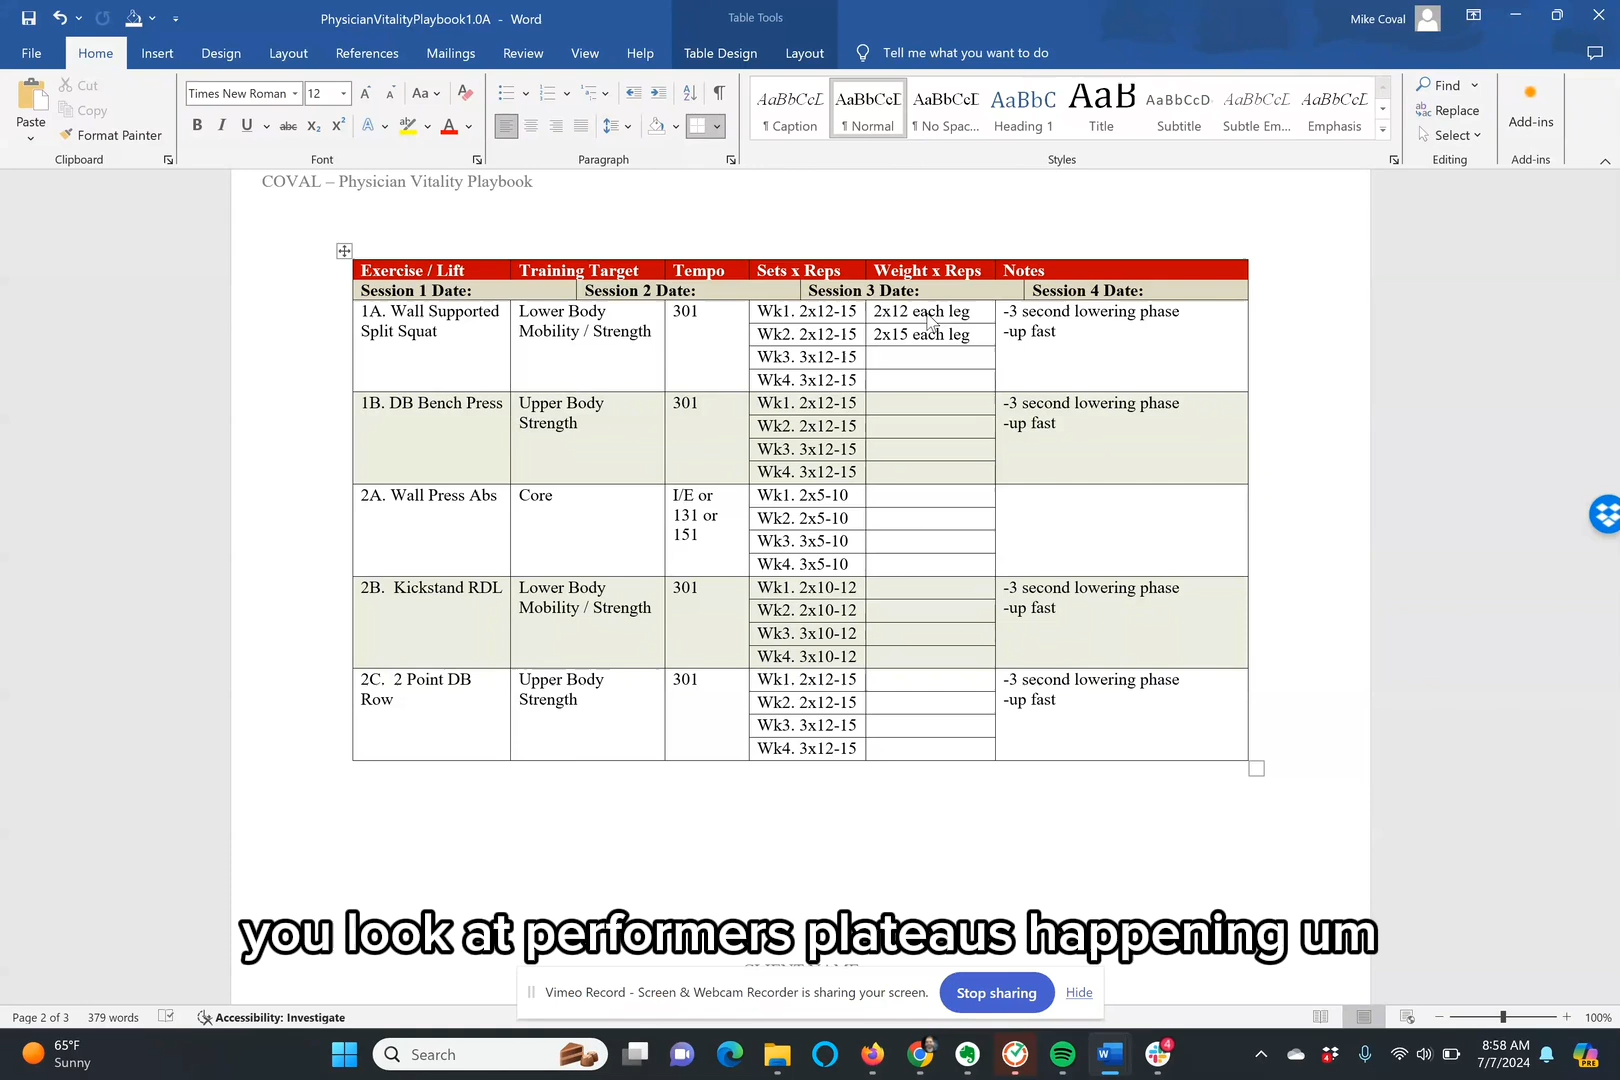 PhysicianVitalityPlaybook1.0A - Word
Table Tools
Mike Coval
File Home Insert Design Layout References Mailings Review View Help Table Design Layout Tell me what you want to do
Paste
Cut
Copy
Format Painter
Clipboard
Times New Roman 12
Font
Paragraph
AaBbCcD AaBbCcD AaBbCcD AaBbC AaB AaBbCcD AaBbCcD AaBbCcD
¶ Caption ¶ Normal ¶ No Spac... Heading 1 Title Subtitle Subtle Em... Emphasis
Styles
Find
Replace
Select
Editing
Add-ins
Add-ins
COVAL – Physician Vitality Playbook
Exercise / Lift Training Target Tempo Sets x Reps Weight x Reps Notes
Session 1 Date: Session 2 Date: Session 3 Date: Session 4 Date:
1A. Wall Supported Split Squat Lower Body Mobility / Strength 301 Wk1. 2x12-15 2x12 each leg -3 second lowering phase
-up fast
Wk2. 2x12-15 2x15 each leg
Wk3. 3x12-15
Wk4. 3x12-15
1B. DB Bench Press Upper Body Strength 301 Wk1. 2x12-15 -3 second lowering phase
-up fast
Wk2. 2x12-15
Wk3. 3x12-15
Wk4. 3x12-15
2A. Wall Press Abs Core I/E or 131 or 151 Wk1. 2x5-10
Wk2. 2x5-10
Wk3. 3x5-10
Wk4. 3x5-10
2B. Kickstand RDL Lower Body Mobility / Strength 301 Wk1. 2x10-12 -3 second lowering phase
-up fast
Wk2. 2x10-12
Wk3. 3x10-12
Wk4. 3x10-12
2C. 2 Point DB Row Upper Body Strength 301 Wk1. 2x12-15 -3 second lowering phase
-up fast
Wk2. 2x12-15
Wk3. 3x12-15
Wk4. 3x12-15
you look at performers plateaus happening um
Vimeo Record - Screen & Webcam Recorder is sharing your screen. Stop sharing Hide
Page 2 of 3 379 words Accessibility: Investigate 100%
65°F
Sunny
Search
4
8:58 AM
7/7/2024
PRE